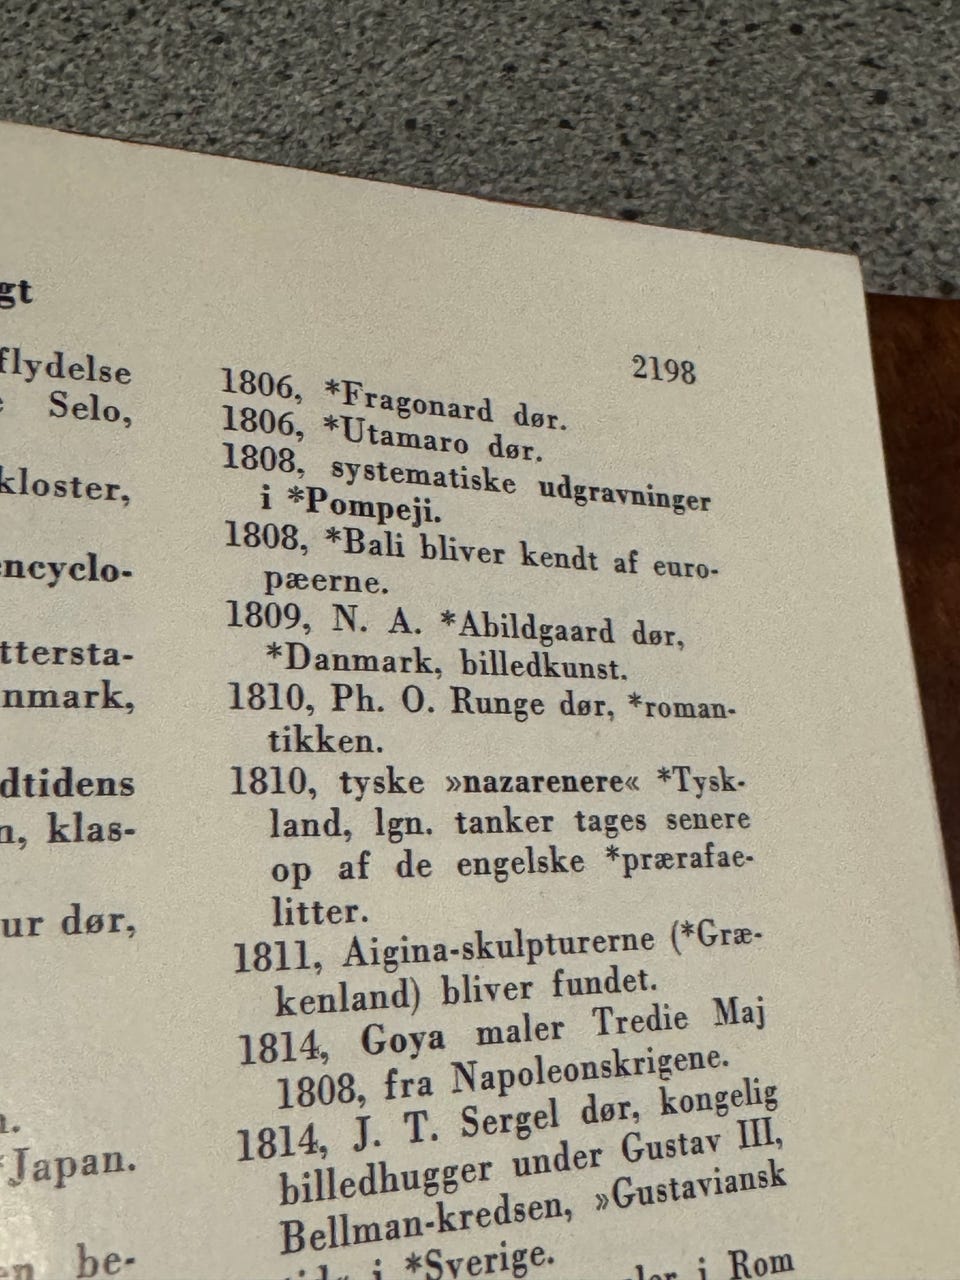 gt
flydelse
Selo,
kloster,
encyclo-
ttersta-
nmark,
dtidens
n, klas-
ur dør,
*Japan.
en be-
2198
1806, *Fragonard dør.
1806, *Utamaro dør.
1808, systematiske udgravninger
i *Pompeji.
1808, *Bali bliver kendt af euro-
pæerne.
1809, N. A. *Abildgaard dør,
*Danmark, billedkunst.
1810, Ph. O. Runge dør, *roman-
tikken.
1810, tyske »nazarenere« *Tysk-
land, lgn. tanker tages senere
op af de engelske *prærafae-
litter.
1811, Aigina-skulpturerne (*Græ-
kenland) bliver fundet.
1814, Goya maler Tredie Maj
1808, fra Napoleonskrigene.
1814, J. T. Sergel dør, kongelig
billedhugger under Gustav III,
Bellman-kredsen, »Gustaviansk
i *Sverige.
i Rom